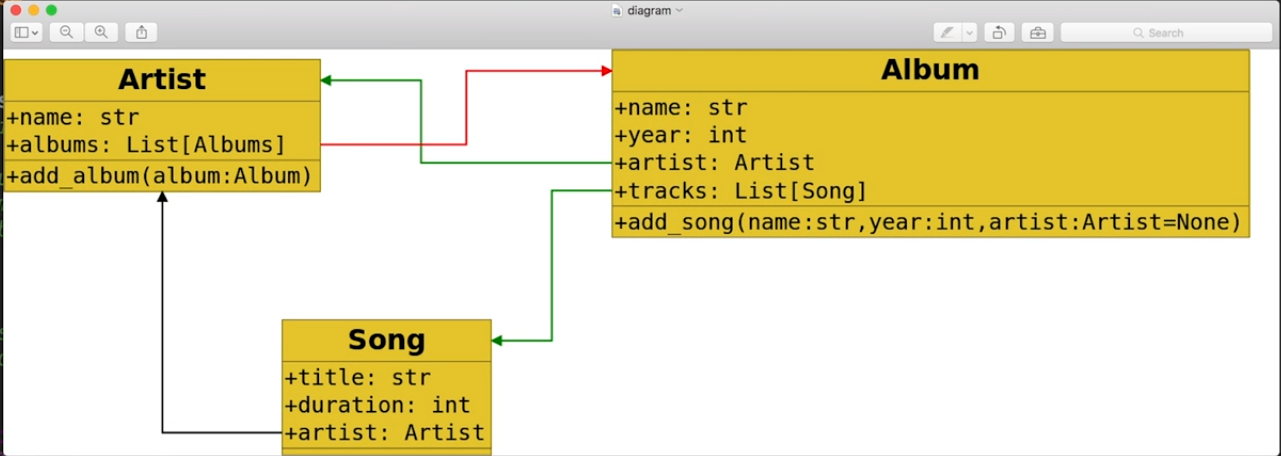 diagram
Search
Artist
+name: str
+albums: List[Albums]
+add_album(album:Album)
Album
+name: str
+year: int
+artist: Artist
+tracks: List[Song]
+add_song(name:str,year:int,artist:Artist=None)
Song
+title: str
+duration: int
+artist: Artist